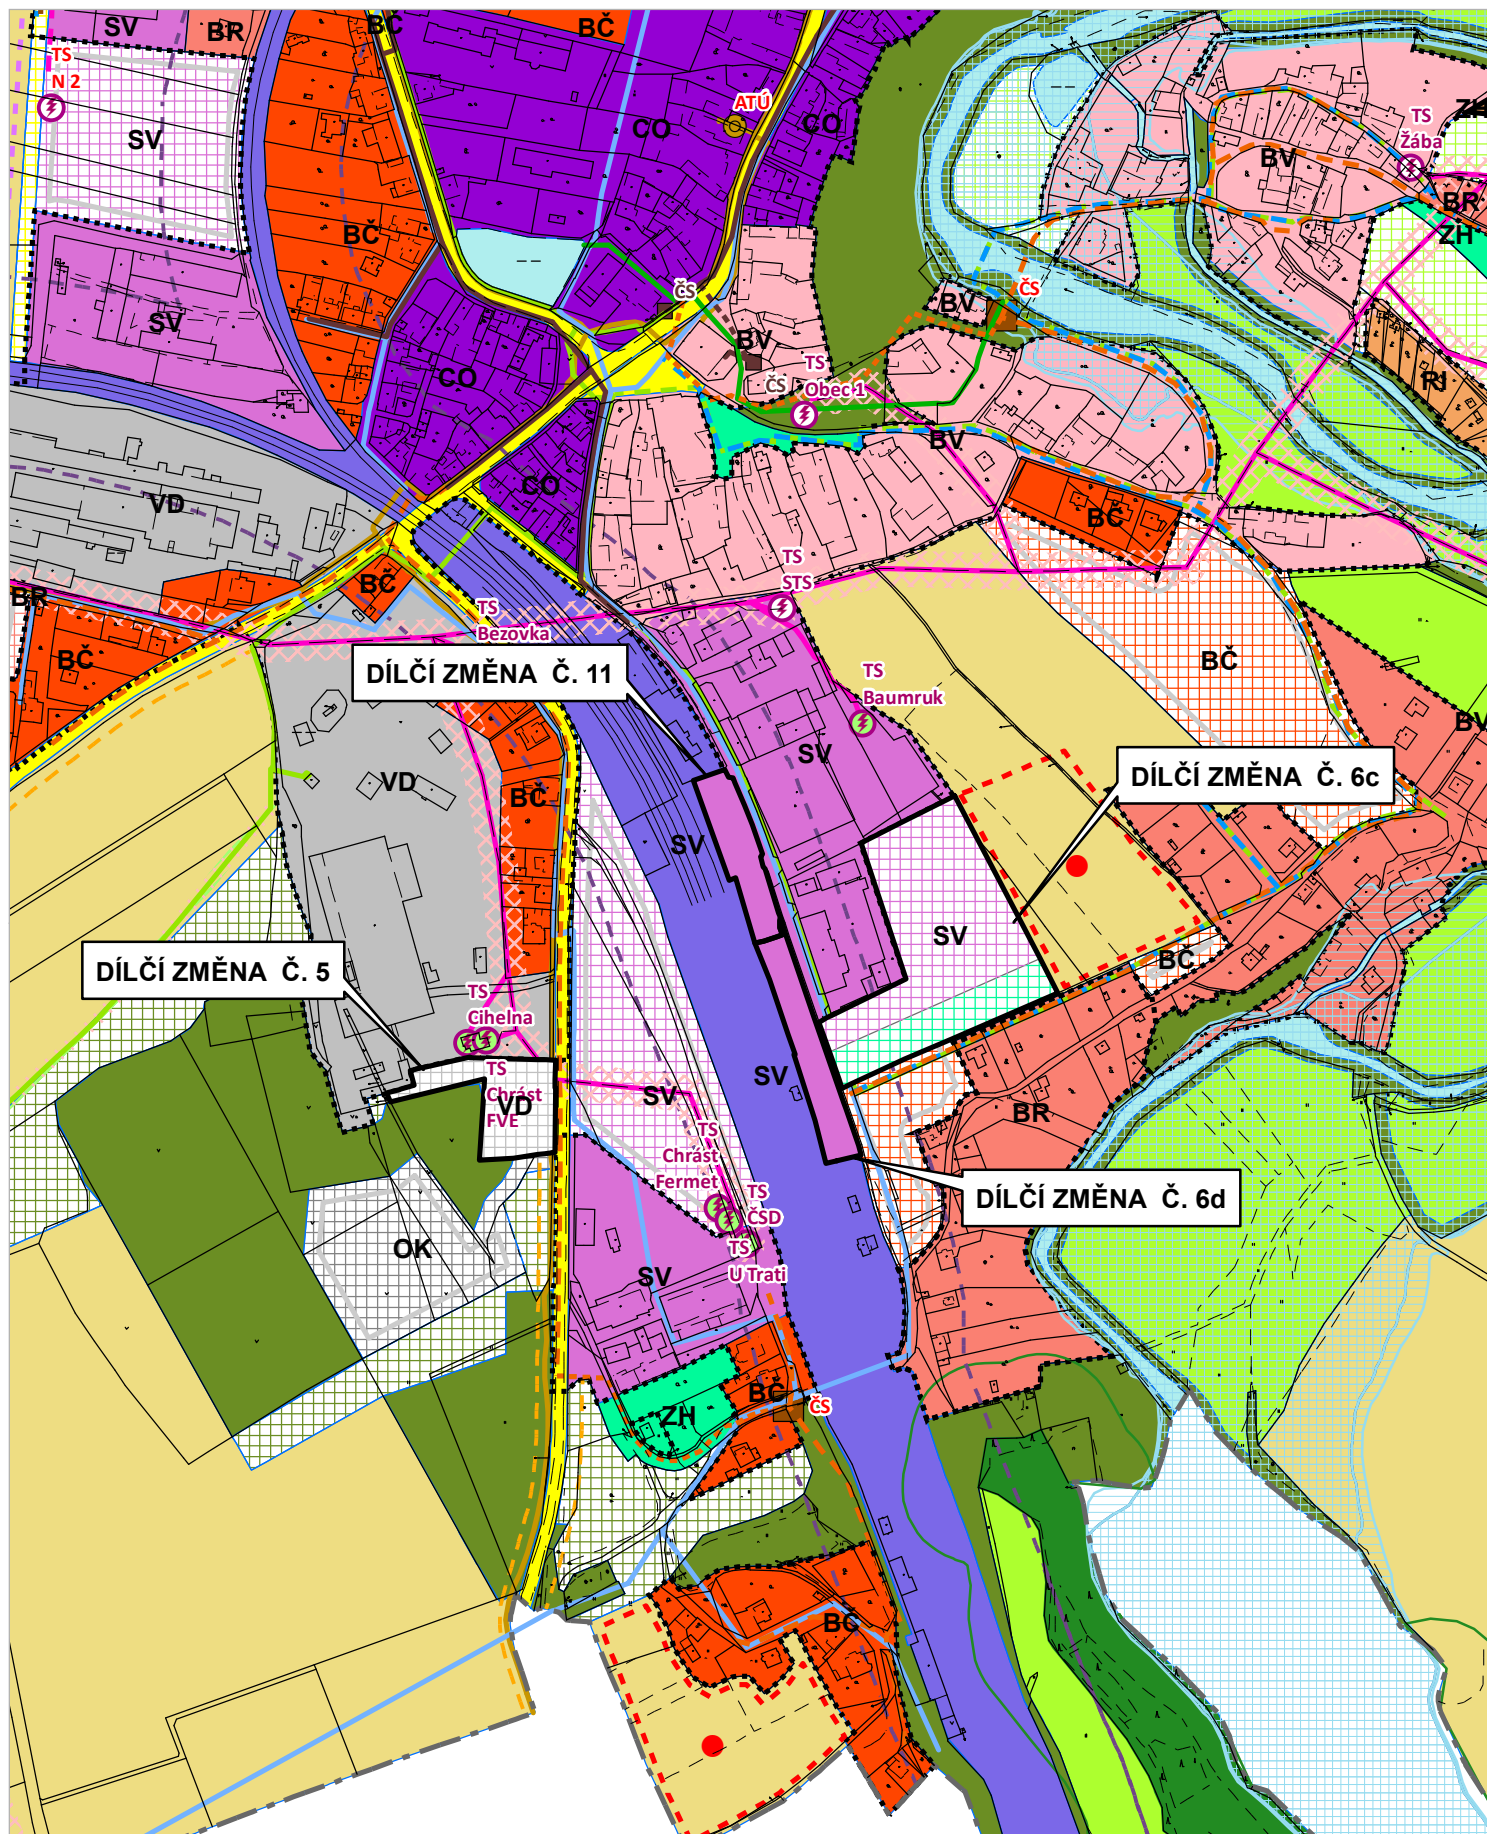 SV
BR
BČ
BČ
TS
N 2
ATÚ
CO
CO
TS
Žába
ZH
SV
BV
BR
BČ
ZH
ČS
ČS
BV
SV
BV
TS
Obec 1
ČS
CO
RI
BV
CO
VD
BČ
TS
STS
BČ
BR
TS
Bezovka
BČ
BČ
DÍLČÍ ZMĚNA Č. 11
TS
Baumruk
BV
SV
DÍLČÍ ZMĚNA Č. 6c
VD
BČ
SV
SV
BČ
DÍLČÍ ZMĚNA Č. 5
TS
Cihelna
TS
Chrást
FVE
VD
SV
SV
BR
TS
Chrást
Fermet
TS
ČSD
DÍLČÍ ZMĚNA Č. 6d
OK
TS
U Trati
SV
BČ
ČS
ZH
BČ